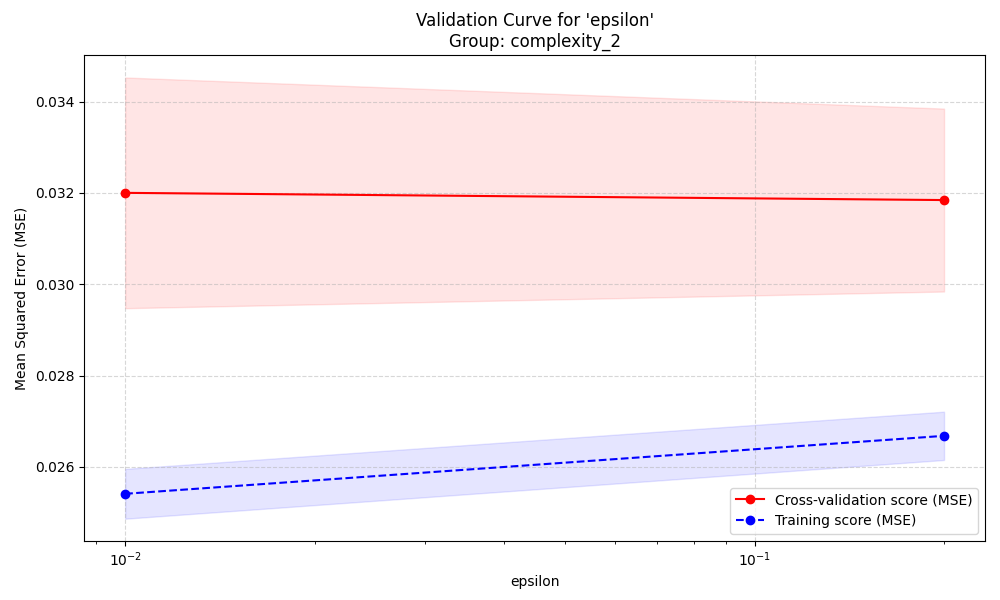 Validation Curve for 'epsilon'
Group: complexity_2
Mean Squared Error (MSE)
0.034
0.032
0.030
0.028
0.026
10⁻²
10⁻¹
epsilon
Cross-validation score (MSE)
Training score (MSE)